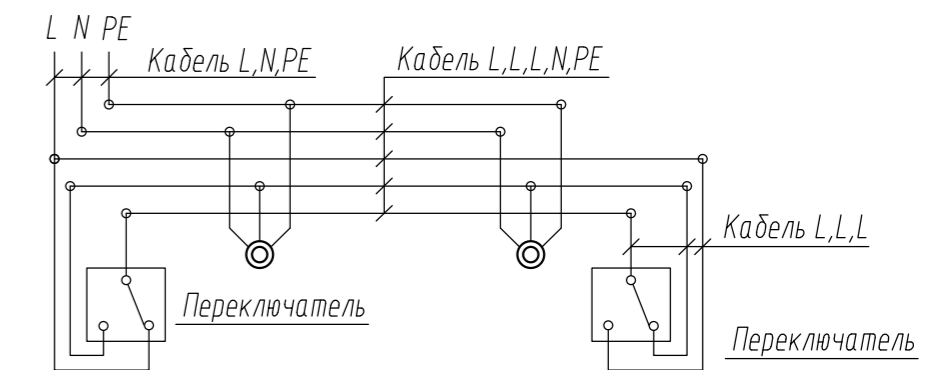 L N PE
Кабель L,N,PE
Кабель L,L,L,N,PE
Кабель L,L,L
Переключатель
Переключатель